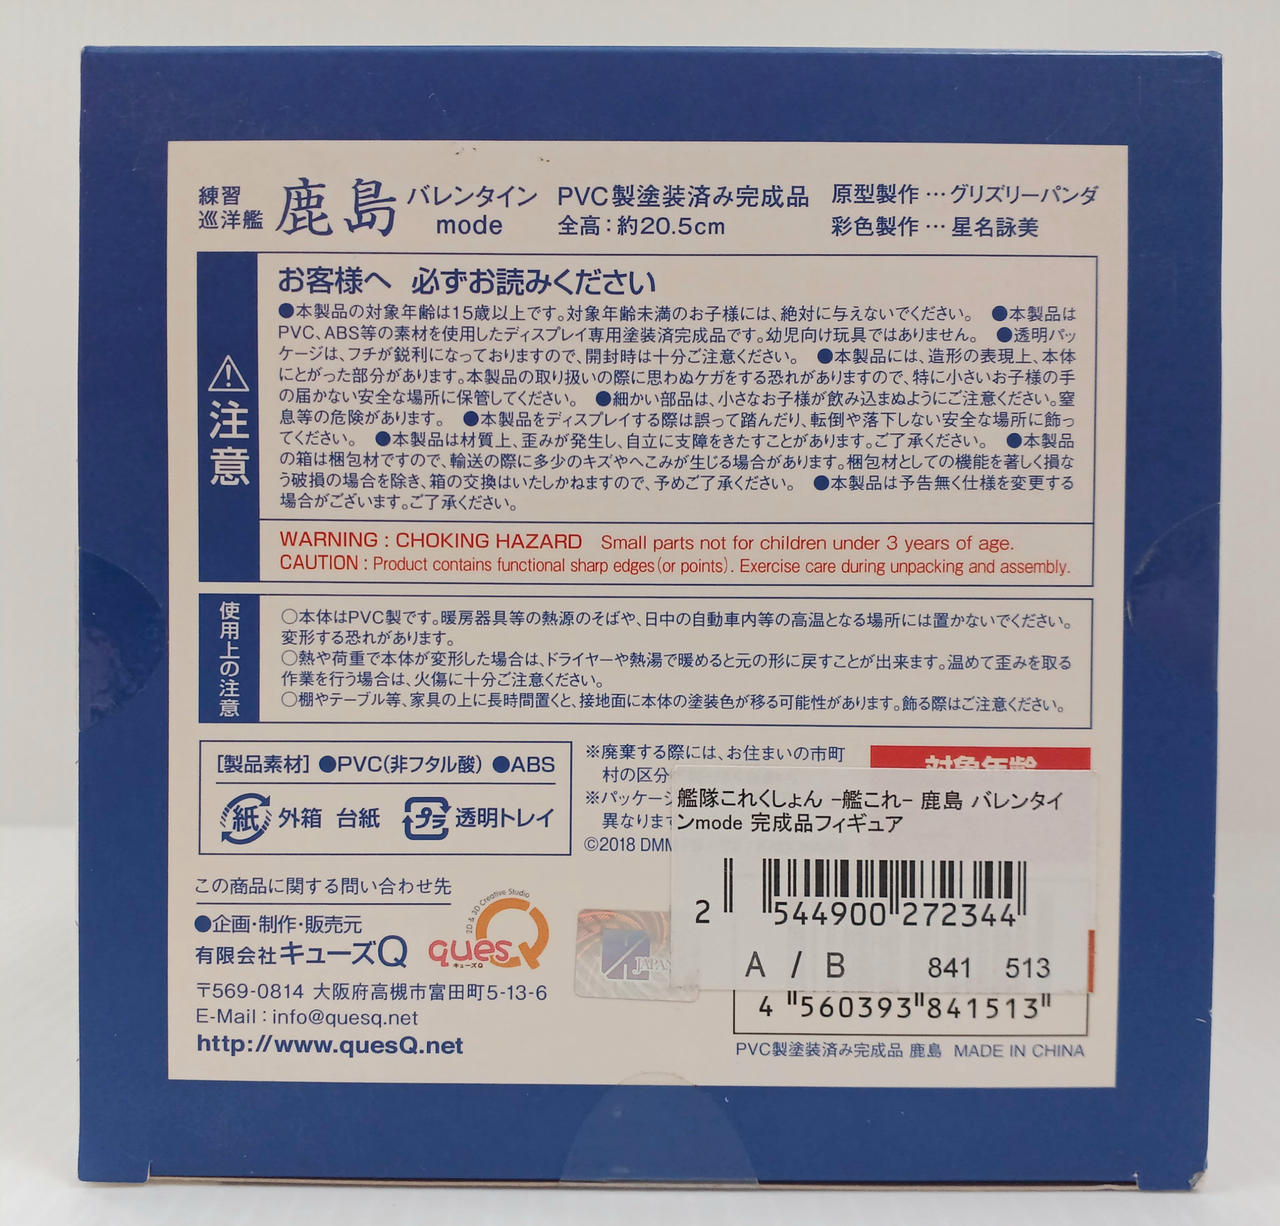 練習
巡洋艦
鹿島
バレンタイン
mode
PVC製塗装済み完成品
全高：約20.5cm
原型製作…グリズリーパンダ
彩色製作…星名詠美
注意
お客様へ 必ずお読みください
●本製品の対象年齢は15歳以上です。対象年齢未満のお子様には、絶対に与えないでください。 ●本製品は
PVC、ABS等の素材を使用したディスプレイ専用塗装済完成品です。幼児向け玩具ではありません。 ●透明パッ
ケージは、フチが鋭利になっておりますので、開封時は十分ご注意ください。 ●本製品には、造形の表現上、本体
にとがった部分があります。本製品の取り扱いの際に思わぬケガをする恐れがありますので、特に小さいお子様の手
の届かない安全な場所に保管してください。 ●細かい部品は、小さなお子様が飲み込まぬようにご注意ください。窒
息等の危険があります。 ●本製品をディスプレイする際は誤って踏んだり、転倒や落下しない安全な場所に飾っ
てください。 ●本製品は材質上、歪みが発生し、自立に支障をきたすことがあります。ご了承ください。 ●本製品
の箱は梱包材ですので、輸送の際に多少のキズやへこみが生じる場合があります。梱包材としての機能を著しく損な
う破損の場合を除き、箱の交換はいたしかねますので、予めご了承ください。 ●本製品は予告無く仕様を変更する
場合がございます。ご了承ください。
WARNING : CHOKING HAZARD Small parts not for children under 3 years of age.
CAUTION : Product contains functional sharp edges(or points). Exercise care during unpacking and assembly.
使用上の注意
○本体はPVC製です。暖房器具等の熱源のそばや、日中の自動車内等の高温となる場所には置かないでください。
変形する恐れがあります。
○熱や荷重で本体が変形した場合は、ドライヤーや熱湯で暖めると元の形に戻すことが出来ます。温めて歪みを取る
作業を行う場合は、火傷に十分ご注意ください。
○棚やテーブル等、家具の上に長時間置くと、接地面に本体の塗装色が移る可能性があります。飾る際はご注意ください。
[製品素材] ●PVC(非フタル酸) ●ABS
紙 外箱 台紙 プラ 透明トレイ
※廃棄する際には、お住まいの市町
村の区分
※パッケージ
異なります
©2018 DMM
対象年齢
艦隊これくしょん -艦これ- 鹿島 バレンタイ
ンmode 完成品フィギュア
2 544900 272344
A / B 841 513
4 560393 841513
PVC製塗装済み完成品 鹿島 MADE IN CHINA
この商品に関する問い合わせ先
●企画・制作・販売元
有限会社キューズQ
2D & 3D Creative Studio
quesQ
キューズQ
JAPAN
〒569-0814 大阪府高槻市富田町5-13-6
E-Mail : info@quesq.net
http://www.quesQ.net